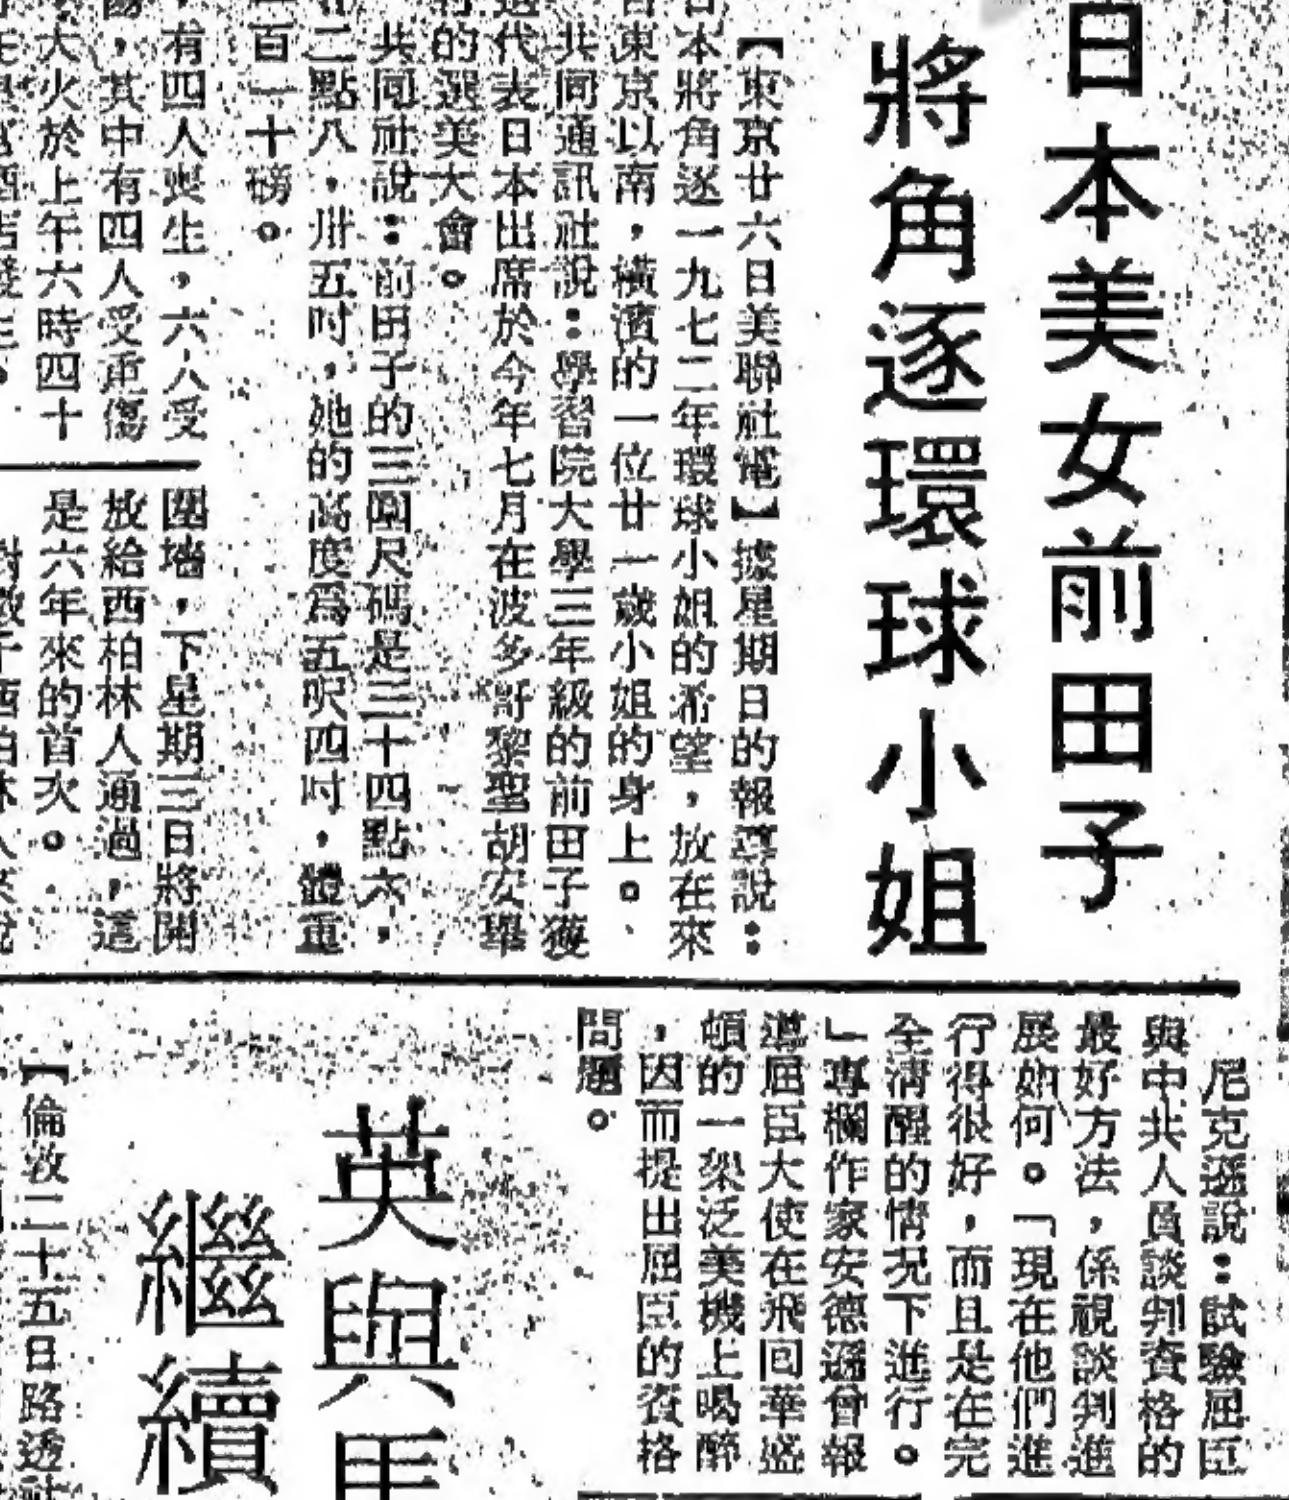 日本美女前田子
將角逐環球小姐
【東京廿六日美聯社電】據星期日的報導說：
日本將角逐一九七二年環球小姐的希望，放在來
自東京以南，橫濱的一位廿一歲小姐的身上。
共同通訊社說：學習院大學三年級的前田子獲
選代表日本出席於今年七月在波多哥黎聖胡安舉
行的選美大會。
共同社說：前田子的三圍尺碼是三十四點六，
二點八，卅五吋，她的高度為五呎四吋，體重
百一十磅。
有四人喪生，六人受
傷，其中有四人受重傷
大火於上午六時四十
圍墻，下星期三日將開
放給西柏林人通過，這
是六年來的首次。
尼克遜說：試驗屈臣
與中共人員談判資格的
最好方法，係視談判進
展如何。「現在他們進
行得很好，而且是在完
全清醒的情況下進行。
」專欄作家安德遜曾報
導屈臣大使在飛回華盛
頓的一架泛美機上喝醉
，因而提出屈臣的資格
問題。
英與馬
繼續
【倫敦二十五日路透社